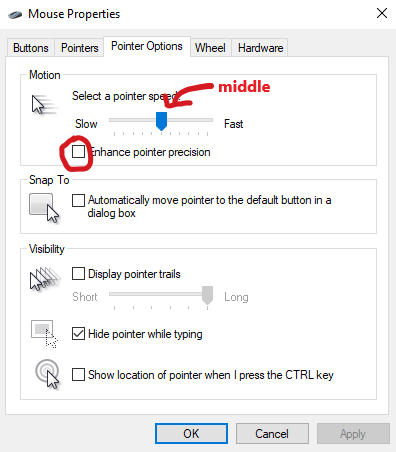 Mouse Properties
Buttons Pointers Pointer Options Wheel Hardware
Motion
Select a pointer speed:
middle
Slow Fast
Enhance pointer precision
Snap To
Automatically move pointer to the default button in a
dialog box
Visibility
Display pointer trails
Short Long
Hide pointer while typing
Show location of pointer when I press the CTRL key
OK Cancel Apply